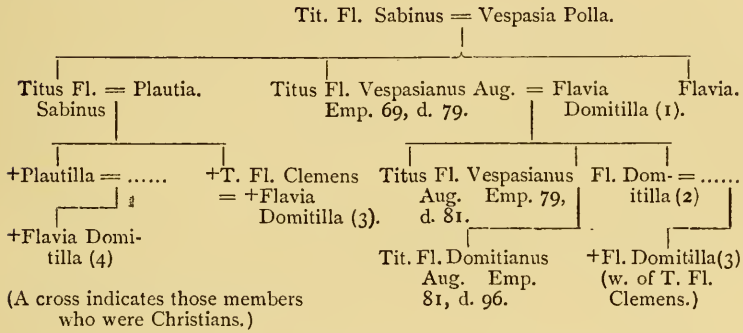 Tit. Fl. Sabinus = Vespasia Polla.
Titus Fl. = Plautia. Titus Fl. Vespasianus Aug. = Flavia Flavia.
Sabinus Emp. 69, d. 79. Domitilla (1).
+Plautilla = ...... +T. Fl. Clemens Titus Fl. Vespasianus Fl. Dom- = ......
= +Flavia Aug. Emp. 79, itilla (2)
Domitilla (3). d. 81.
+Flavia Domi-
tilla (4) Tit. Fl. Domitianus +Fl. Domitilla(3)
Aug. Emp. (w. of T. Fl.
(A cross indicates those members 81, d. 96. Clemens.)
who were Christians.)